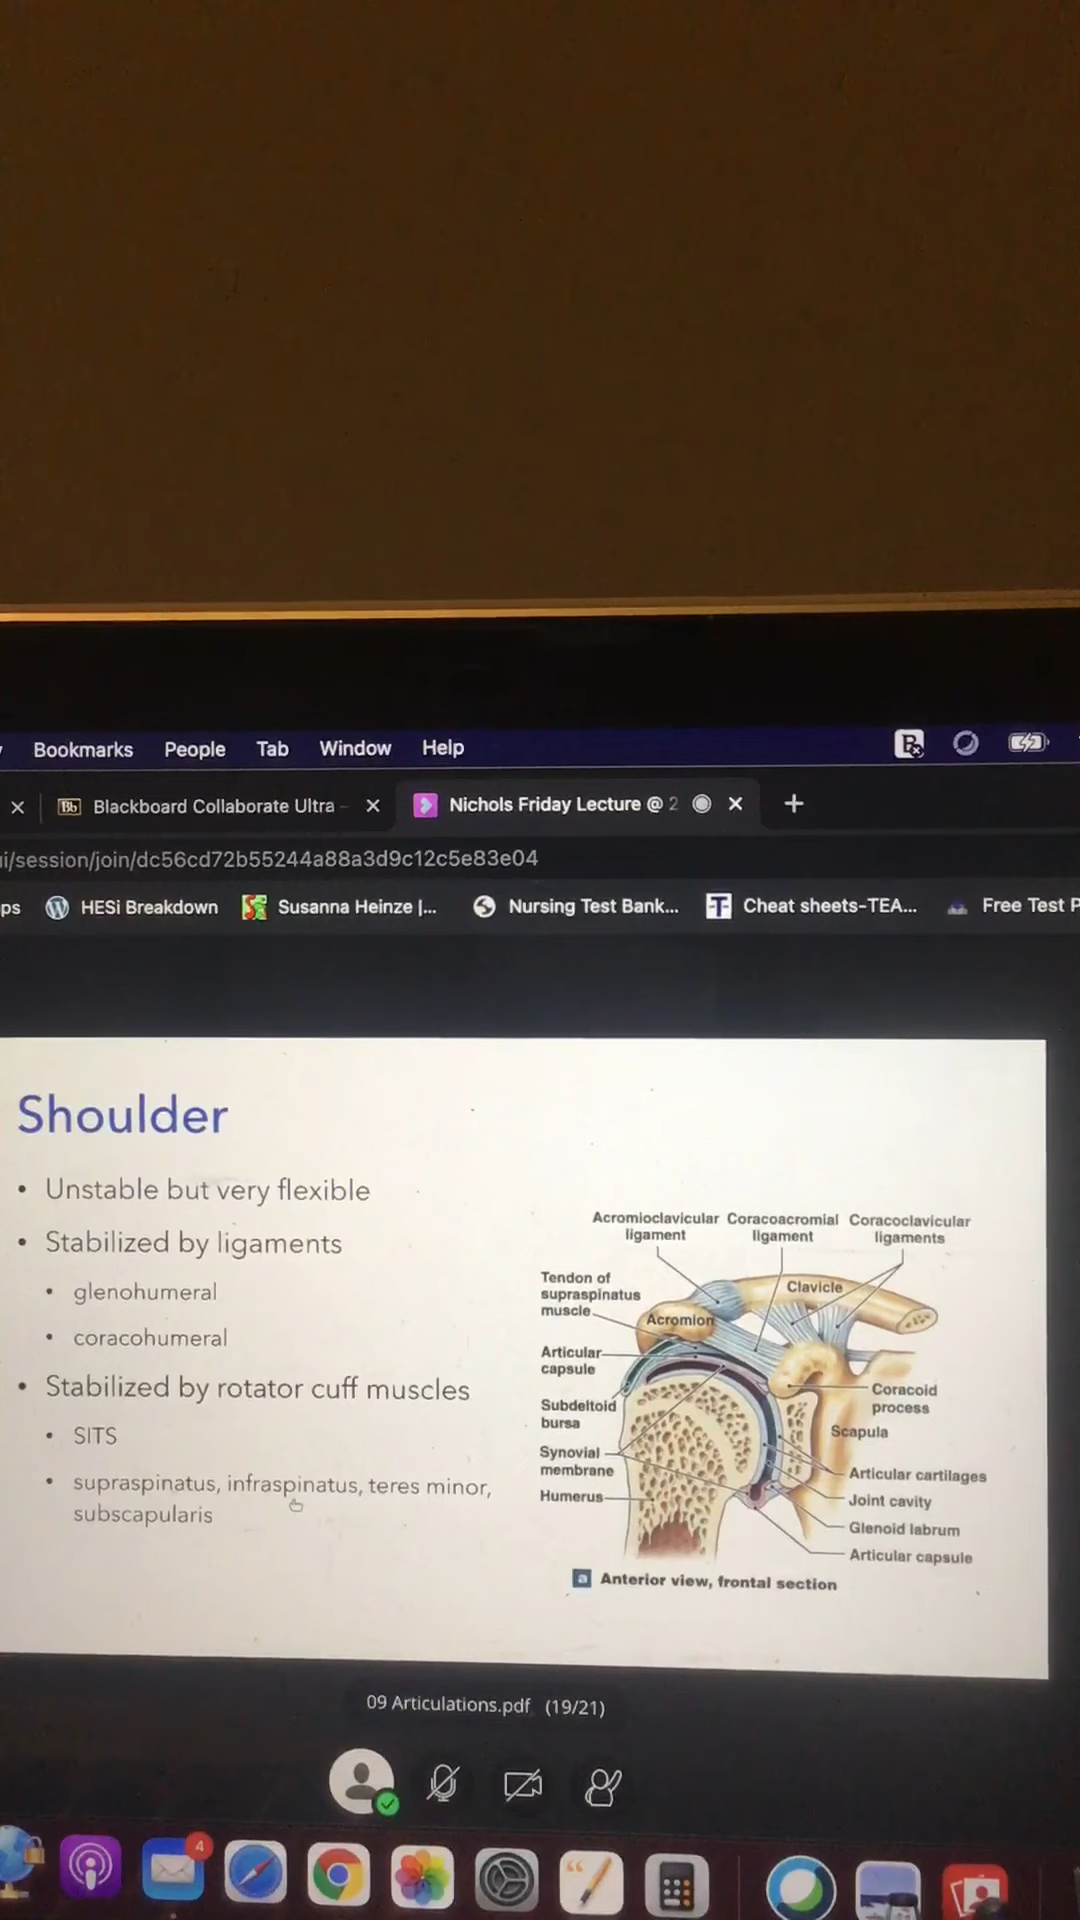 Bookmarks People Tab Window Help
Blackboard Collaborate Ultra
Nichols Friday Lecture @ 2
i/session/join/dc56cd72b55244a88a3d9c12c5e83e04
ps HESi Breakdown Susanna Heinze |... Nursing Test Bank... Cheat sheets-TEA... Free Test P
Shoulder
• Unstable but very flexible
• Stabilized by ligaments
• glenohumeral
• coracohumeral
• Stabilized by rotator cuff muscles
• SITS
• supraspinatus, infraspinatus, teres minor,
subscapularis
Acromioclavicular
ligament
Coracoacromial
ligament
Coracoclavicular
ligaments
Tendon of
supraspinatus
muscle
Clavicle
Acromion
Articular
capsule
Subdeltoid
bursa
Synovial
membrane
Humerus
Coracoid
process
Scapula
Articular cartilages
Joint cavity
Glenoid labrum
Articular capsule
a Anterior view, frontal section
09 Articulations.pdf (19/21)
4